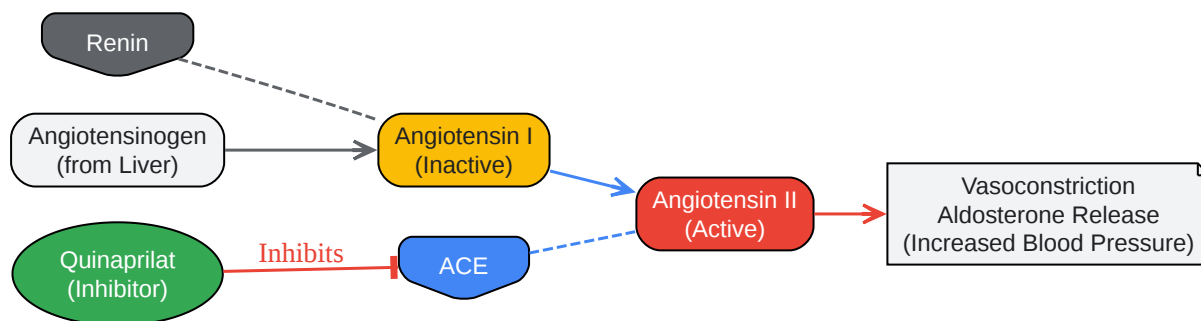 Renin
Angiotensinogen
(from Liver)
Angiotensin I
(Inactive)
Angiotensin II
(Active)
Vasoconstriction
Aldosterone Release
(Increased Blood Pressure)
Quinaprilat
(Inhibitor)
Inhibits
ACE